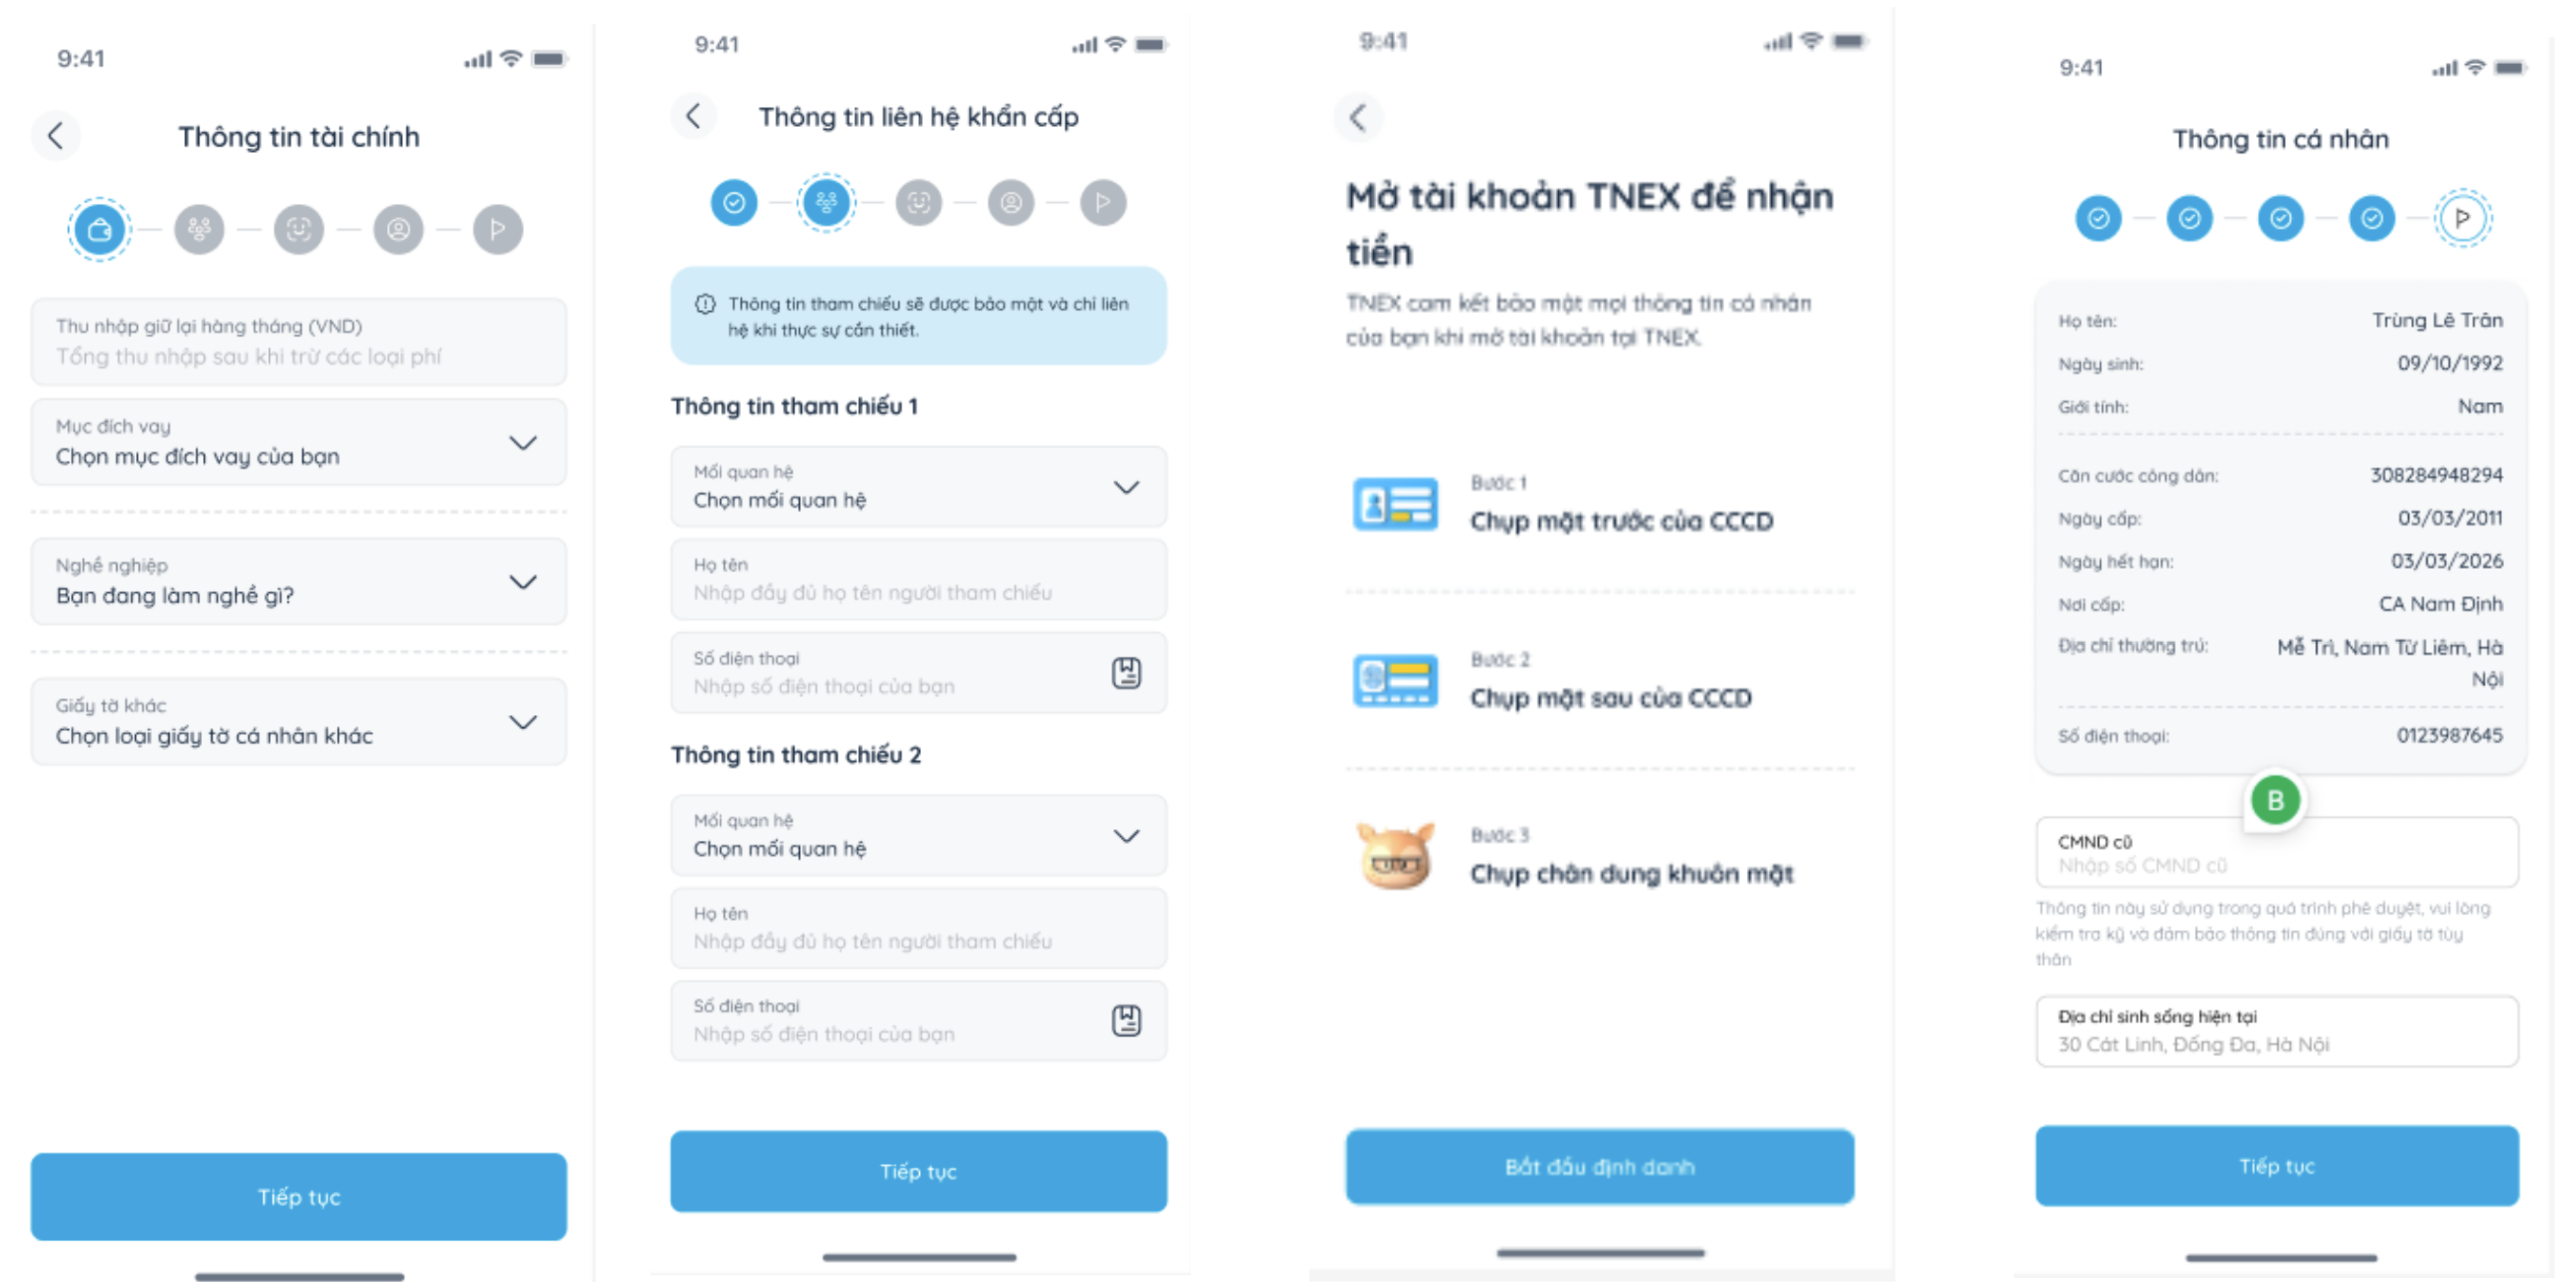 9:41
Thông tin tài chính
Thu nhập giữ lại hàng tháng (VND)
Tổng thu nhập sau khi trừ các loại phí
Mục đích vay
Chọn mục đích vay của bạn
Nghề nghiệp
Bạn đang làm nghề gì?
Giấy tờ khác
Chọn loại giấy tờ cá nhân khác
Tiếp tục
9:41
Thông tin liên hệ khẩn cấp
Thông tin tham chiếu sẽ được bảo mật và chỉ liên
hệ khi thực sự cần thiết.
Thông tin tham chiếu 1
Mối quan hệ
Chọn mối quan hệ
Họ tên
Nhập đầy đủ họ tên người tham chiếu
Số điện thoại
Nhập số điện thoại của bạn
Thông tin tham chiếu 2
Mối quan hệ
Chọn mối quan hệ
Họ tên
Nhập đầy đủ họ tên người tham chiếu
Số điện thoại
Nhập số điện thoại của bạn
Tiếp tục
9:41
Mở tài khoản TNEX để nhận
tiền
TNEX cam kết bảo mật mọi thông tin cá nhân
của bạn khi mở tài khoản tại TNEX.
Bước 1
Chụp mặt trước của CCCD
Bước 2
Chụp mặt sau của CCCD
Bước 3
Chụp chân dung khuôn mặt
Bắt đầu định danh
9:41
Thông tin cá nhân
Họ tên: Trùng Lê Trân
Ngày sinh: 09/10/1992
Giới tính: Nam
Căn cước công dân: 308284948294
Ngày cấp: 03/03/2011
Ngày hết hạn: 03/03/2026
Nơi cấp: CA Nam Định
Địa chỉ thường trú: Mễ Trì, Nam Từ Liêm, Hà
Nội
Số điện thoại: 0123987645
B
CMND cũ
Nhập số CMND cũ
Thông tin này sử dụng trong quá trình phê duyệt, vui lòng
kiểm tra kỹ và đảm bảo thông tin đúng với giấy tờ tùy
thân
Địa chỉ sinh sống hiện tại
30 Cát Linh, Đống Đa, Hà Nội
Tiếp tục